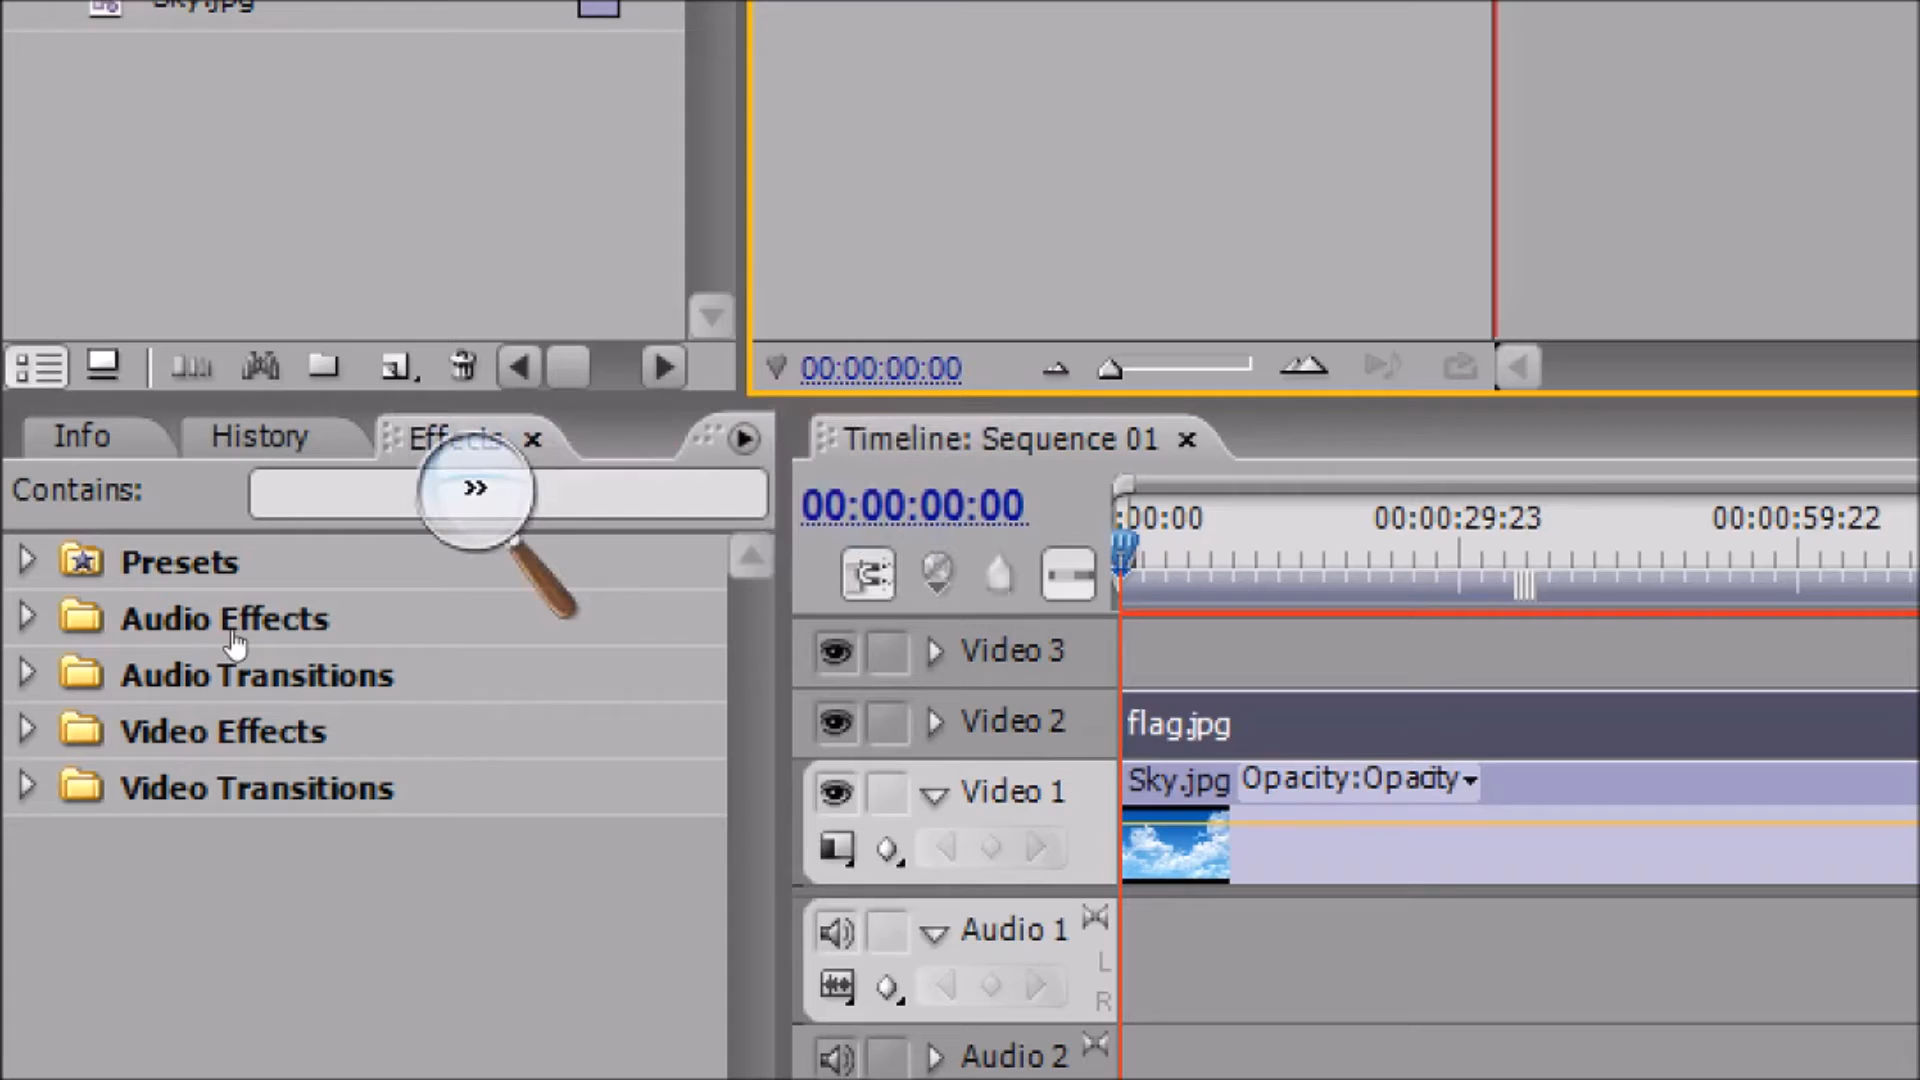 Sky.jpg
00:00:00:00
Info
History
Effects
Timeline: Sequence 01
Contains:
00:00:00:00
:00:00
00:00:29:23
00:00:59:22
Presets
Audio Effects
Audio Transitions
Video Effects
Video Transitions
Video 3
Video 2
flag.jpg
Video 1
Sky.jpg Opacity:Opacity
Audio 1
L
R
Audio 2